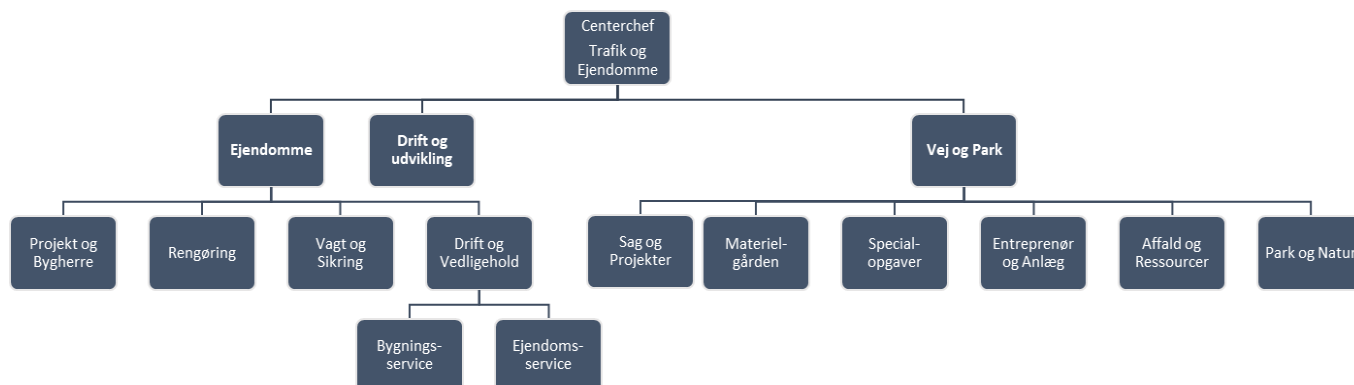 Centerchef
Trafik og
Ejendomme
Ejendomme
Drift og
udvikling
Vej og Park
Projekt og
Bygherre
Rengøring
Vagt og
Sikring
Drift og
Vedligehold
Sag og
Projekter
Materiel-
gården
Special-
opgaver
Entreprenør
og Anlæg
Affald og
Ressourcer
Park og Natur
Bygnings-
service
Ejendoms-
service